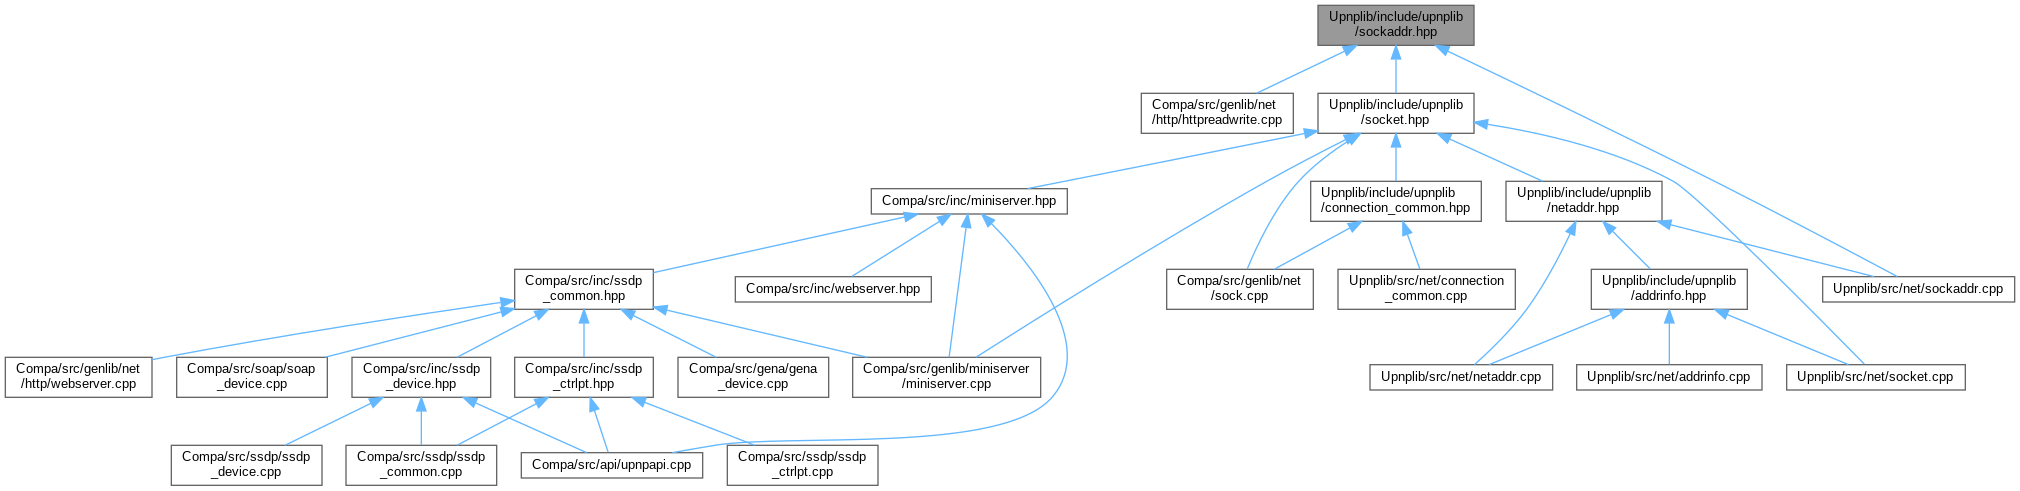 Upnplib/include/upnplib
/sockaddr.hpp
Compa/src/genlib/net
/http/httpreadwrite.cpp
Upnplib/include/upnplib
/socket.hpp
Compa/src/inc/miniserver.hpp
Upnplib/include/upnplib
/connection_common.hpp
Upnplib/include/upnplib
/netaddr.hpp
Compa/src/inc/ssdp
_common.hpp
Compa/src/inc/webserver.hpp
Compa/src/genlib/net
/sock.cpp
Upnplib/src/net/connection
_common.cpp
Upnplib/include/upnplib
/addrinfo.hpp
Upnplib/src/net/sockaddr.cpp
Compa/src/genlib/net
/http/webserver.cpp
Compa/src/soap/soap
_device.cpp
Compa/src/inc/ssdp
_device.hpp
Compa/src/inc/ssdp
_ctrlpt.hpp
Compa/src/gena/gena
_device.cpp
Compa/src/genlib/miniserver
/miniserver.cpp
Upnplib/src/net/netaddr.cpp
Upnplib/src/net/addrinfo.cpp
Upnplib/src/net/socket.cpp
Compa/src/ssdp/ssdp
_device.cpp
Compa/src/ssdp/ssdp
_common.cpp
Compa/src/api/upnpapi.cpp
Compa/src/ssdp/ssdp
_ctrlpt.cpp